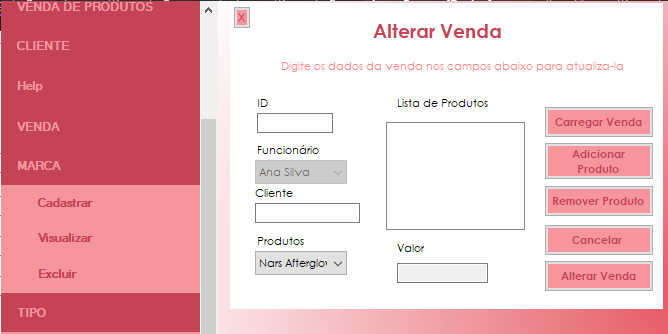 VENDA DE PRODUTOS
CLIENTE
Help
VENDA
MARCA
Cadastrar
Visualizar
Excluir
TIPO
X
Alterar Venda
Digite os dados da venda nos campos abaixo para atualiza-la
ID
Funcionário
Ana Silva
Cliente
Produtos
Nars Afterglov
Lista de Produtos
Valor
Carregar Venda
Adicionar
Produto
Remover Produto
Cancelar
Alterar Venda